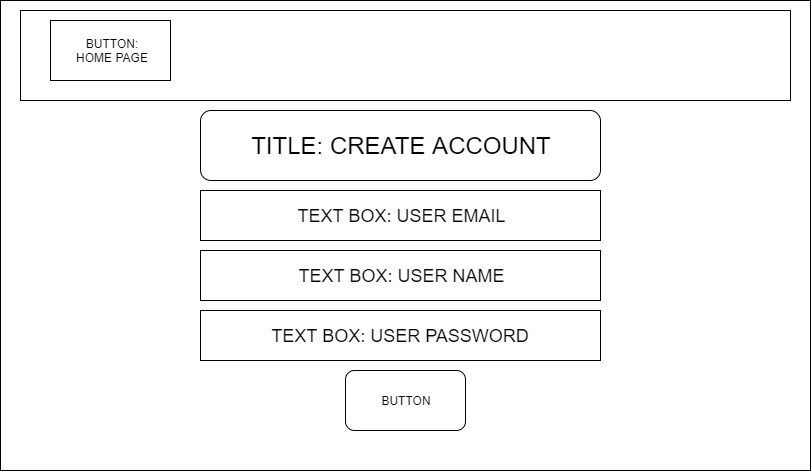 BUTTON:
HOME PAGE
TITLE: CREATE ACCOUNT
TEXT BOX: USER EMAIL
TEXT BOX: USER NAME
TEXT BOX: USER PASSWORD
BUTTON